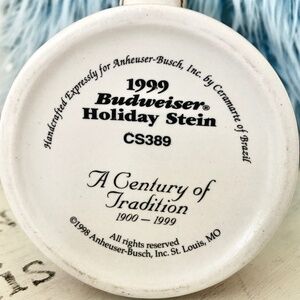 Handcrafted Expressly for Anheuser-Busch, Inc. by Ceramarte of Brazil
1999
Budweiser®
Holiday Stein
CS389
A Century of
Tradition
1900 — 1999
All rights reserved
©1998 Anheuser-Busch, Inc. St. Louis, MO